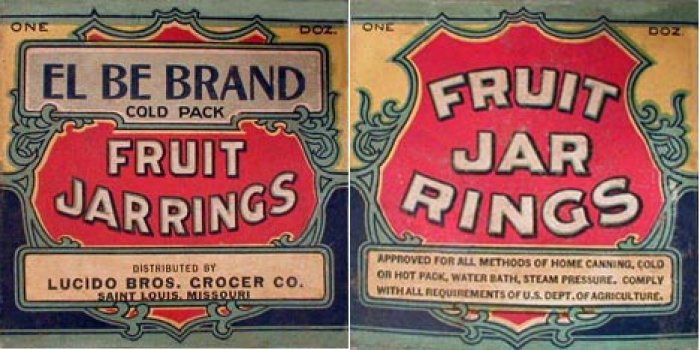 ONE DOZ.
EL BE BRAND
COLD PACK
FRUIT
JAR RINGS
DISTRIBUTED BY
LUCIDO BROS. GROCER CO.
SAINT LOUIS, MISSOURI
ONE DOZ.
FRUIT
JAR
RINGS
APPROVED FOR ALL METHODS OF HOME CANNING, COLD
OR HOT PACK, WATER BATH, STEAM PRESSURE. COMPLY
WITH ALL REQUIREMENTS OF U.S. DEPT. OF AGRICULTURE.